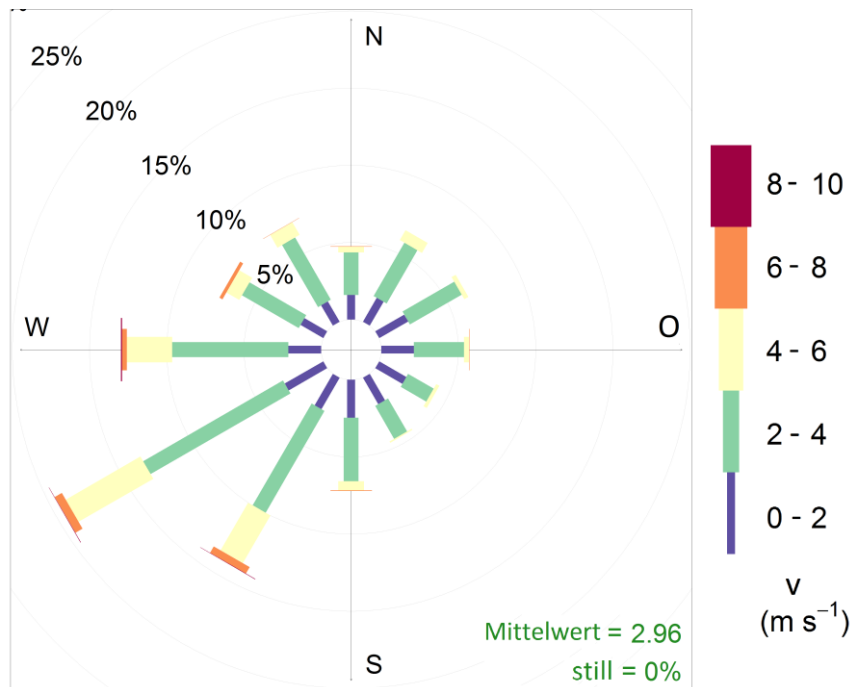 N
25%
20%
15%
10%
5%
W
O
S
Mittelwert = 2.96
still = 0%
8 - 10
6 - 8
4 - 6
2 - 4
0 - 2
v
(m s⁻¹)